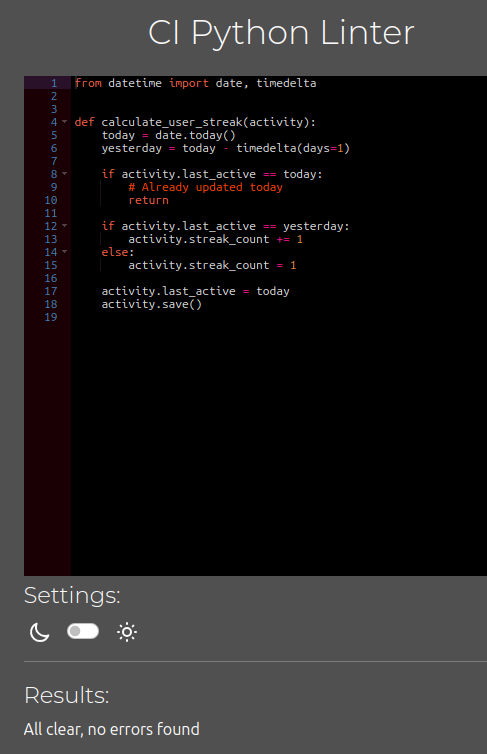 CI Python Linter
1 from datetime import date, timedelta
2
3
4 def calculate_user_streak(activity):
5     today = date.today()
6     yesterday = today - timedelta(days=1)
7
8     if activity.last_active == today:
9         # Already updated today
10         return
11
12     if activity.last_active == yesterday:
13         activity.streak_count += 1
14     else:
15         activity.streak_count = 1
16
17     activity.last_active = today
18     activity.save()
19
Settings:
Results:
All clear, no errors found